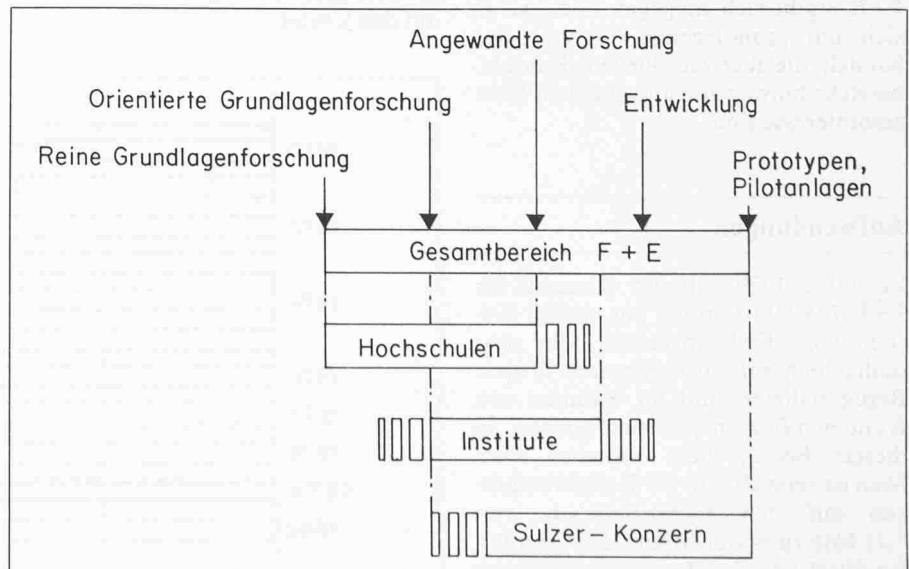 Angewandte Forschung
Orientierte Grundlagenforschung
Entwicklung
Reine Grundlagenforschung
Prototypen,
Pilotanlagen
Gesamtbereich F + E
Hochschulen
Institute
Sulzer – Konzern